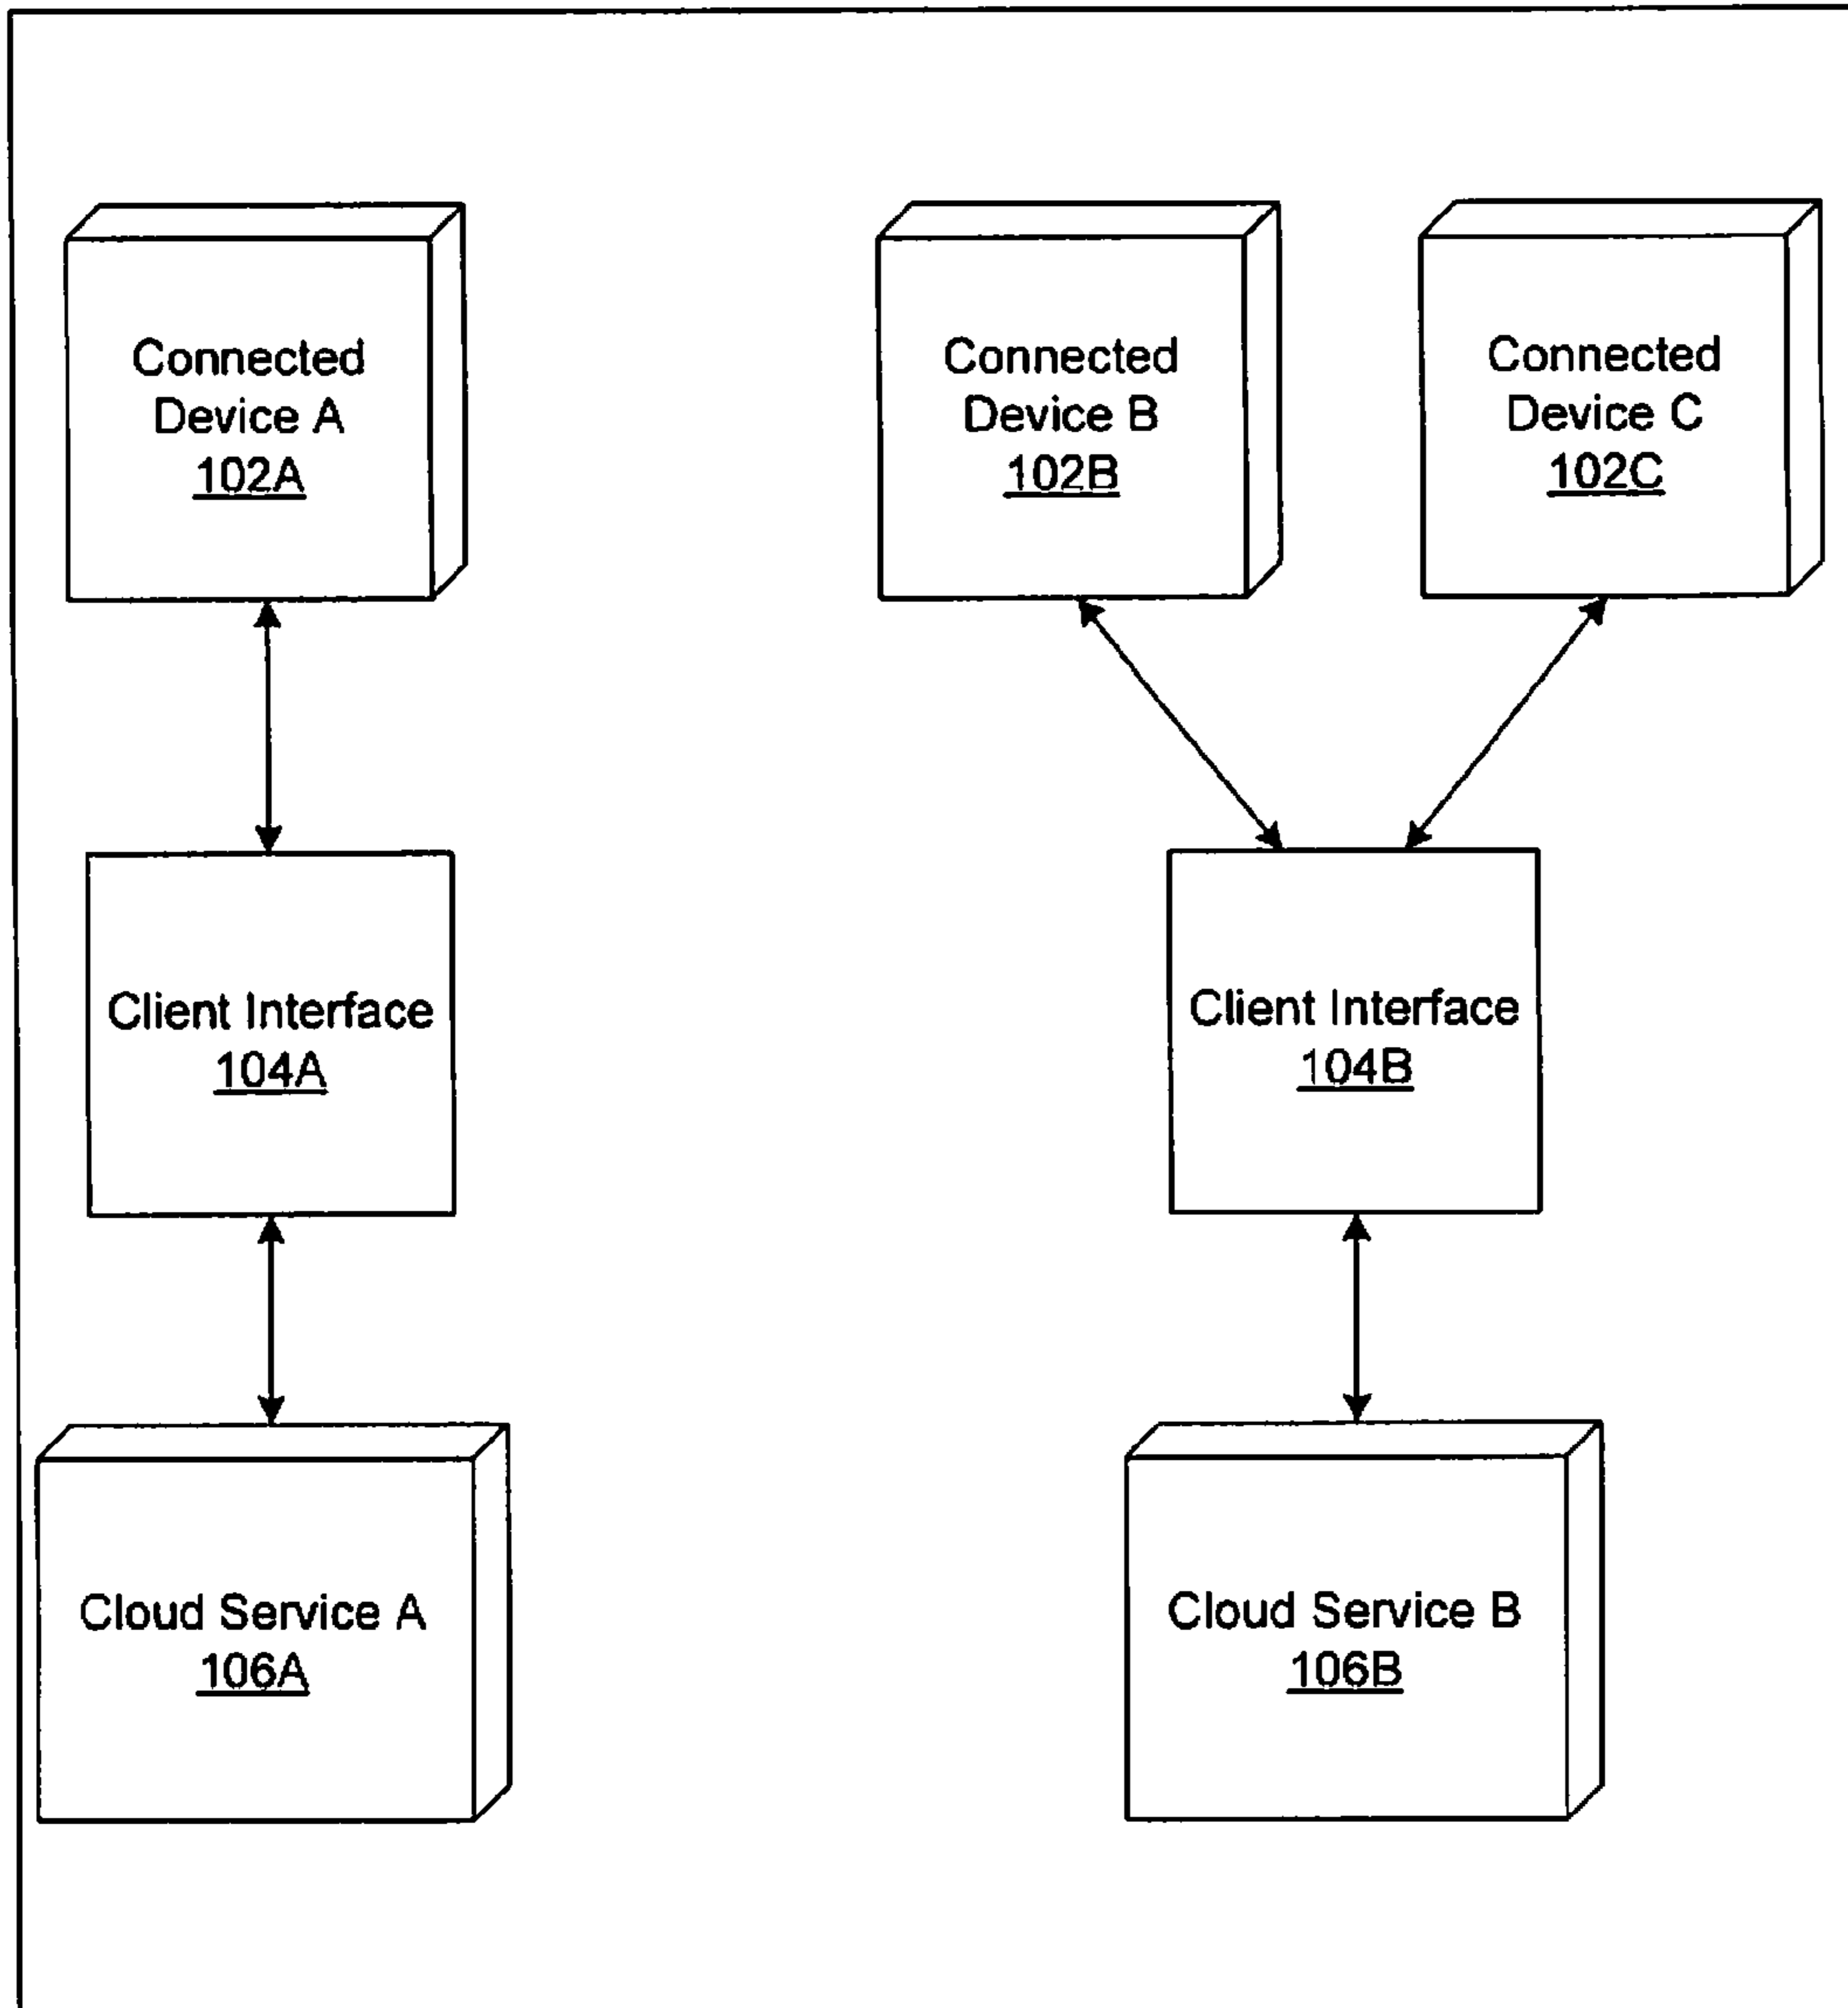 Connected
Device A
102A
Connected
Device B
102B
Connected
Device C
102C
Client Interface
104A
Client Interface
104B
Cloud Service A
106A
Cloud Service B
106B